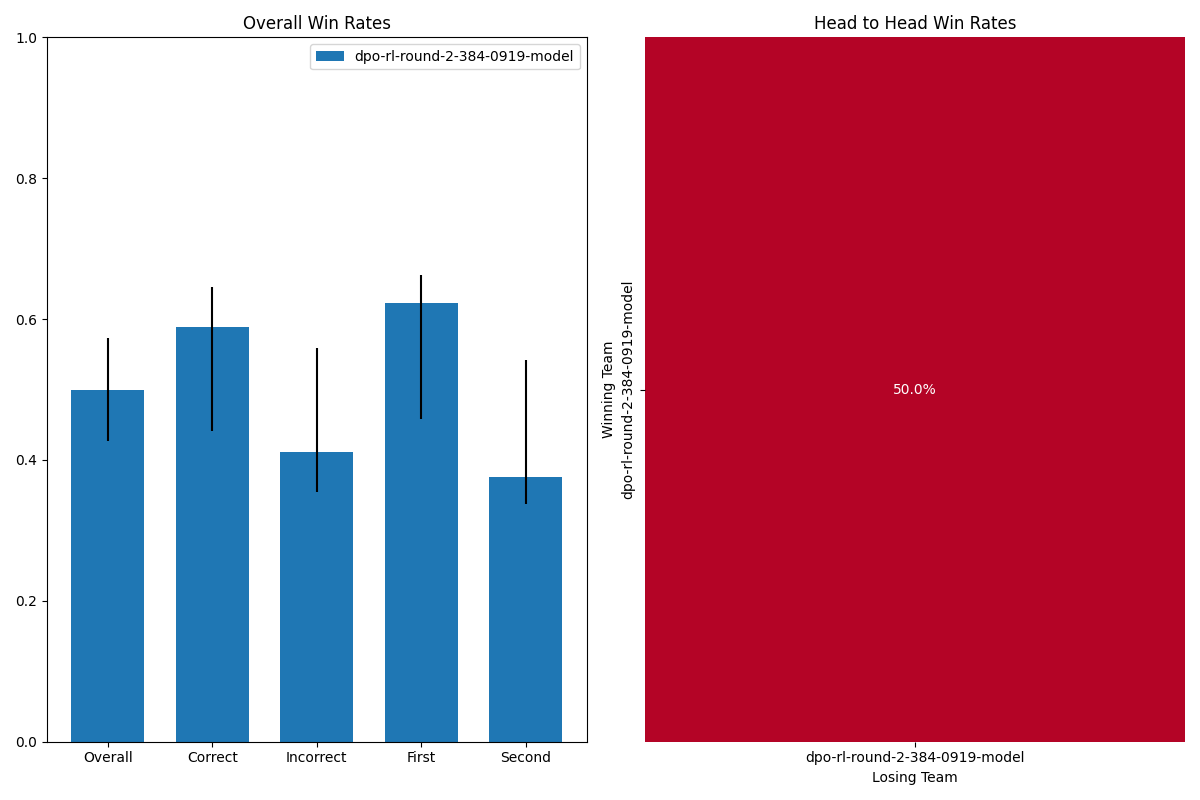 Overall Win Rates
dpo-rl-round-2-384-0919-model
1.0
0.8
0.6
0.4
0.2
0.0
Overall
Correct
Incorrect
First
Second
Head to Head Win Rates
Winning Team
dpo-rl-round-2-384-0919-model
50.0%
dpo-rl-round-2-384-0919-model
Losing Team